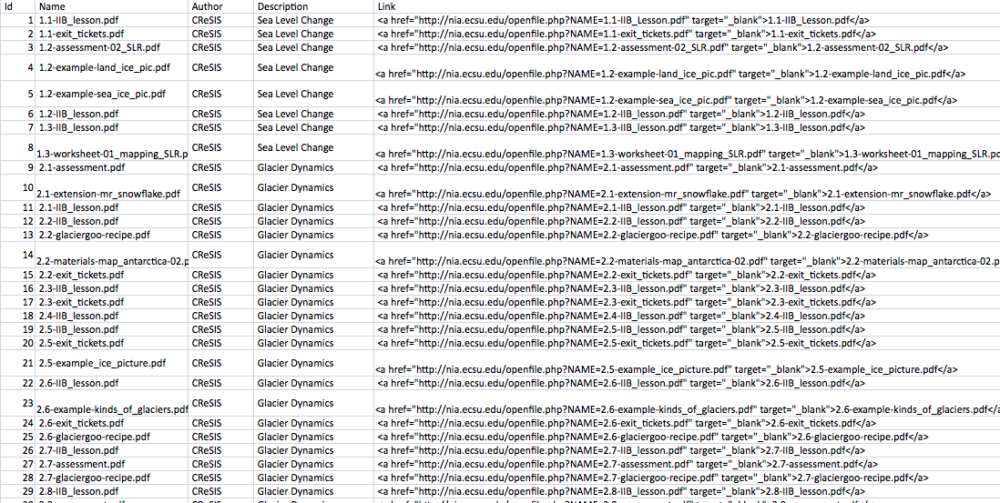 Id Name Author Description Link
1 1.1-IIB_Lesson.pdf CReSIS Sea Level Change <a href="http://nia.ecsu.edu/openfile.php?NAME=1.1-IIB_Lesson.pdf" target="_blank">1.1-IIB_Lesson.pdf</a>
2 1.1-exit_tickets.pdf CReSIS Sea Level Change <a href="http://nia.ecsu.edu/openfile.php?NAME=1.1-exit_tickets.pdf" target="_blank">1.1-exit_tickets.pdf</a>
3 1.2-assessment-02_SLR.pdf CReSIS Sea Level Change <a href="http://nia.ecsu.edu/openfile.php?NAME=1.2-assessment-02_SLR.pdf" target="_blank">1.2-assessment-02_SLR.pdf</a>
4 1.2-example-land_ice_pic.pdf CReSIS Sea Level Change <a href="http://nia.ecsu.edu/openfile.php?NAME=1.2-example-land_ice_pic.pdf" target="_blank">1.2-example-land_ice_pic.pdf</a>
5 1.2-example-sea_ice_pic.pdf CReSIS Sea Level Change <a href="http://nia.ecsu.edu/openfile.php?NAME=1.2-example-sea_ice_pic.pdf" target="_blank">1.2-example-sea_ice_pic.pdf</a>
6 1.2-IIB_lesson.pdf CReSIS Sea Level Change <a href="http://nia.ecsu.edu/openfile.php?NAME=1.2-IIB_lesson.pdf" target="_blank">1.2-IIB_lesson.pdf</a>
7 1.3-IIB_lesson.pdf CReSIS Sea Level Change <a href="http://nia.ecsu.edu/openfile.php?NAME=1.3-IIB_lesson.pdf" target="_blank">1.3-IIB_lesson.pdf</a>
8 1.3-worksheet-01_mapping_SLR.p CReSIS Sea Level Change <a href="http://nia.ecsu.edu/openfile.php?NAME=1.3-worksheet-01_mapping_SLR.pdf" target="_blank">1.3-worksheet-01_mapping_SLR.pd
9 2.1-assessment.pdf CReSIS Glacier Dynamics <a href="http://nia.ecsu.edu/openfile.php?NAME=2.1-assessment.pdf" target="_blank">2.1-assessment.pdf</a>
10 2.1-extension-mr_snowflake.pdf CReSIS Glacier Dynamics <a href="http://nia.ecsu.edu/openfile.php?NAME=2.1-extension-mr_snowflake.pdf" target="_blank">2.1-extension-mr_snowflake.pdf</a>
11 2.1-IIB_lesson.pdf CReSIS Glacier Dynamics <a href="http://nia.ecsu.edu/openfile.php?NAME=2.1-IIB_lesson.pdf" target="_blank">2.1-IIB_lesson.pdf</a>
12 2.2-IIB_lesson.pdf CReSIS Glacier Dynamics <a href="http://nia.ecsu.edu/openfile.php?NAME=2.2-IIB_lesson.pdf" target="_blank">2.2-IIB_lesson.pdf</a>
13 2.2-glaciergoo-recipe.pdf CReSIS Glacier Dynamics <a href="http://nia.ecsu.edu/openfile.php?NAME=2.2-glaciergoo-recipe.pdf" target="_blank">2.2-glaciergoo-recipe.pdf</a>
14 2.2-materials-map_antarctica-02.p CReSIS Glacier Dynamics <a href="http://nia.ecsu.edu/openfile.php?NAME=2.2-materials-map_antarctica-02.pdf" target="_blank">2.2-materials-map_antarctica-02.p
15 2.2-exit_tickets.pdf CReSIS Glacier Dynamics <a href="http://nia.ecsu.edu/openfile.php?NAME=2.2-exit_tickets.pdf" target="_blank">2.2-exit_tickets.pdf</a>
16 2.3-IIB_lesson.pdf CReSIS Glacier Dynamics <a href="http://nia.ecsu.edu/openfile.php?NAME=2.3-IIB_lesson.pdf" target="_blank">2.3-IIB_lesson.pdf</a>
17 2.3-exit_tickets.pdf CReSIS Glacier Dynamics <a href="http://nia.ecsu.edu/openfile.php?NAME=2.3-exit_tickets.pdf" target="_blank">2.3-exit_tickets.pdf</a>
18 2.4-IIB_lesson.pdf CReSIS Glacier Dynamics <a href="http://nia.ecsu.edu/openfile.php?NAME=2.4-IIB_lesson.pdf" target="_blank">2.4-IIB_lesson.pdf</a>
19 2.5-IIB_lesson.pdf CReSIS Glacier Dynamics <a href="http://nia.ecsu.edu/openfile.php?NAME=2.5-IIB_lesson.pdf" target="_blank">2.5-IIB_lesson.pdf</a>
20 2.5-exit_tickets.pdf CReSIS Glacier Dynamics <a href="http://nia.ecsu.edu/openfile.php?NAME=2.5-exit_tickets.pdf" target="_blank">2.5-exit_tickets.pdf</a>
21 2.5-example_ice_picture.pdf CReSIS Glacier Dynamics <a href="http://nia.ecsu.edu/openfile.php?NAME=2.5-example_ice_picture.pdf" target="_blank">2.5-example_ice_picture.pdf</a>
22 2.6-IIB_lesson.pdf CReSIS Glacier Dynamics <a href="http://nia.ecsu.edu/openfile.php?NAME=2.6-IIB_lesson.pdf" target="_blank">2.6-IIB_lesson.pdf</a>
23 2.6-example-kinds_of_glaciers.pdf CReSIS Glacier Dynamics <a href="http://nia.ecsu.edu/openfile.php?NAME=2.6-example-kinds_of_glaciers.pdf" target="_blank">2.6-example-kinds_of_glaciers.pdf</a
24 2.6-exit_tickets.pdf CReSIS Glacier Dynamics <a href="http://nia.ecsu.edu/openfile.php?NAME=2.6-exit_tickets.pdf" target="_blank">2.6-exit_tickets.pdf</a>
25 2.6-glaciergoo-recipe.pdf CReSIS Glacier Dynamics <a href="http://nia.ecsu.edu/openfile.php?NAME=2.6-glaciergoo-recipe.pdf" target="_blank">2.6-glaciergoo-recipe.pdf</a>
26 2.7-IIB_lesson.pdf CReSIS Glacier Dynamics <a href="http://nia.ecsu.edu/openfile.php?NAME=2.7-IIB_lesson.pdf" target="_blank">2.7-IIB_lesson.pdf</a>
27 2.7-assessment.pdf CReSIS Glacier Dynamics <a href="http://nia.ecsu.edu/openfile.php?NAME=2.7-assessment.pdf" target="_blank">2.7-assessment.pdf</a>
28 2.7-glaciergoo-recipe.pdf CReSIS Glacier Dynamics <a href="http://nia.ecsu.edu/openfile.php?NAME=2.7-glaciergoo-recipe.pdf" target="_blank">2.7-glaciergoo-recipe.pdf</a>
29 2.8-IIB_lesson.pdf CReSIS Glacier Dynamics <a href="http://nia.ecsu.edu/openfile.php?NAME=2.8-IIB_lesson.pdf" target="_blank">2.8-IIB_lesson.pdf</a>